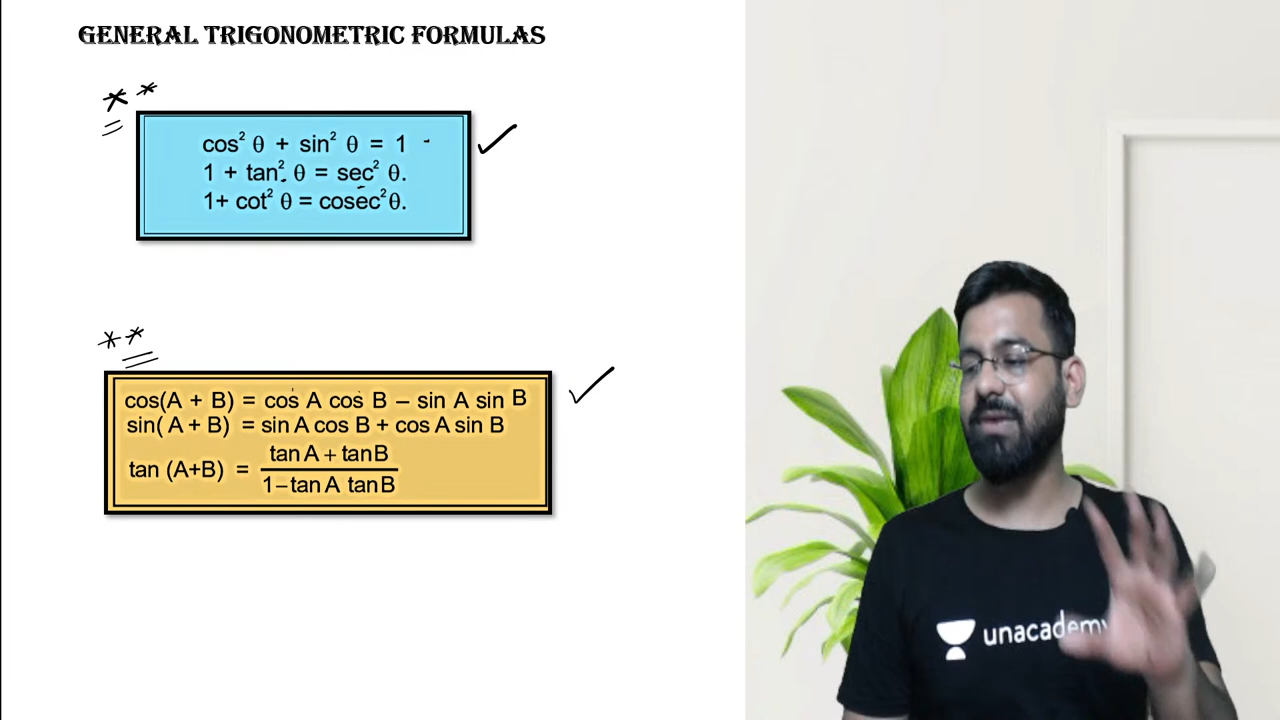 GENERAL TRIGONOMETRIC FORMULAS
**
cos² θ + sin² θ = 1
1 + tan² θ = sec² θ.
1+ cot² θ = cosec²θ.
**
cos(A + B) = cos A cos B − sin A sin B
sin( A + B) = sin A cos B + cos A sin B
tan (A+B) = tan A + tan B / 1−tan A tan B
unacademy